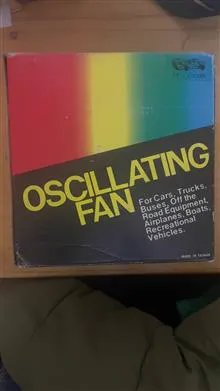 OSCILLATING
FAN
For Cars, Trucks,
Buses, Off the
Road Equipment,
Airplanes, Boats,
Recreational
Vehicles.
MADE IN TAIWAN